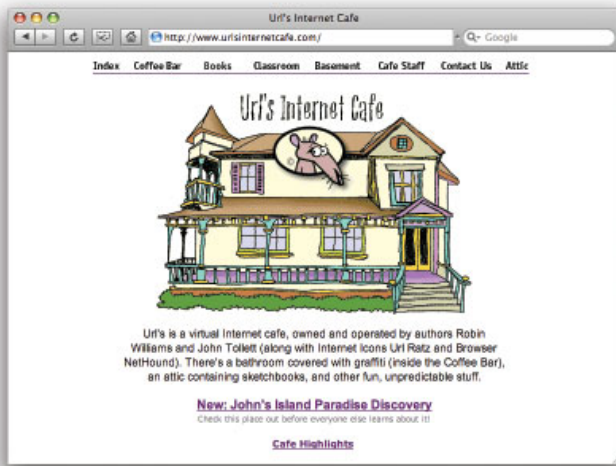 Url's Internet Cafe
http://www.urlsinternetcafe.com/
Google
Index Coffee Bar Books Classroom Basement Cafe Staff Contact Us Attic
Url's Internet Cafe
©
Url's is a virtual Internet cafe, owned and operated by authors Robin
Williams and John Tollett (along with Internet Icons Url Ratz and Browser
NetHound). There's a bathroom covered with graffiti (inside the Coffee Bar),
an attic containing sketchbooks, and other fun, unpredictable stuff.
New: John's Island Paradise Discovery
Check this place out before everyone else learns about it!
Cafe Highlights